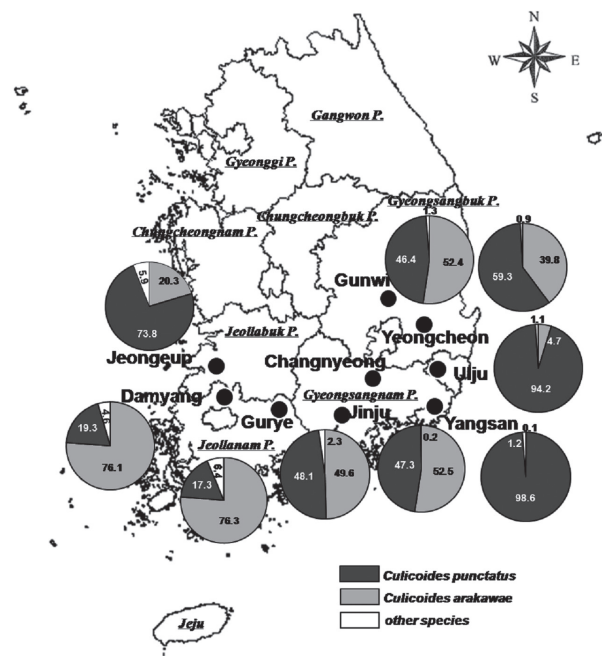 N
W E
S
Gangwon P.
Gyeonggi P.
Gyeongsangbuk P.
Chungcheongbuk P.
Chungcheongnam P.
1.3
46.4
52.4
0.9
59.3
39.8
Gunwi
5.9
20.3
73.8
Jeongeup
Jeollabuk P.
Yeongcheon
Changnyeong
Ulju
1.1
4.7
94.2
Damyang
Gyeongsangnam P.
Gurye
Jinju
Yangsan
Jeollanam P.
4.6
19.3
76.1
6.4
17.3
76.3
2.3
48.1
49.6
0.2
47.3
52.5
0.1
1.2
98.6
Culicoides punctatus
Culicoides arakawae
other species
Jeju